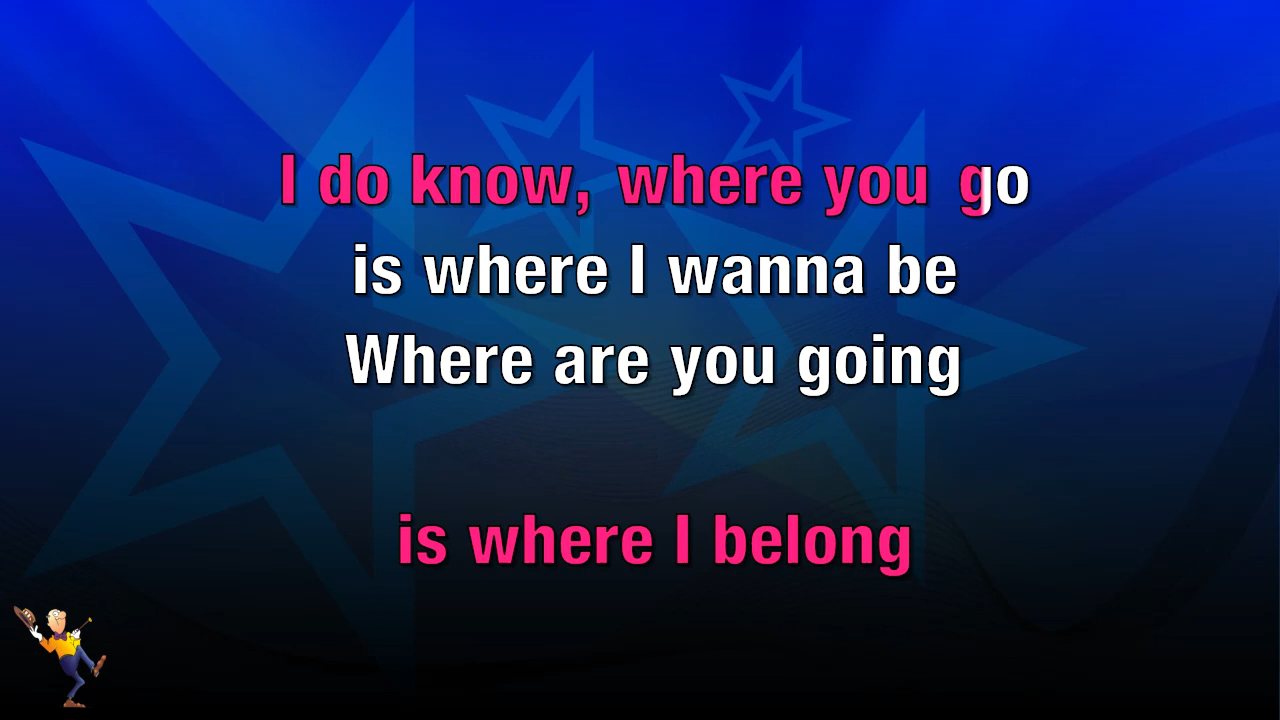 I do know, where you go
is where I wanna be
Where are you going
is where I belong